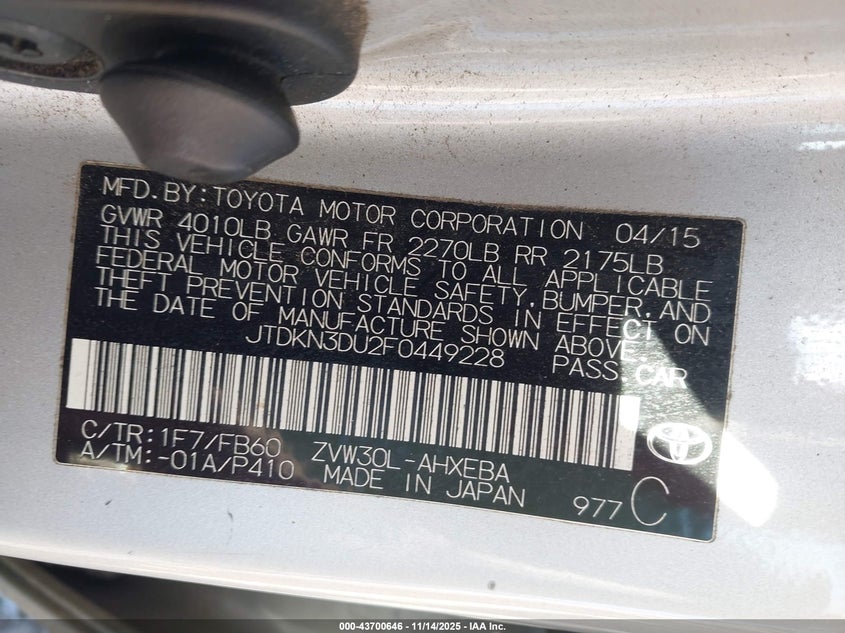 MFD.BY:TOYOTA MOTOR CORPORATION 04/15
GVWR 4010LB GAWR FR 2270LB RR 2175LB
THIS VEHICLE CONFORMS TO ALL APPLICABLE
FEDERAL MOTOR VEHICLE SAFETY,BUMPER,AND
THEFT PREVENTION STANDARDS IN EFFECT ON
THE DATE OF MANUFACTURE SHOWN ABOVE.
JTDKN3DU2F0449228 PASS.CAR
C/TR:1F7/FB60 ZVW30L-AHXEBA
A/TM:-01A/P410 MADE IN JAPAN
977 C
000-43700646 | 11/14/2025 | IAA Inc.